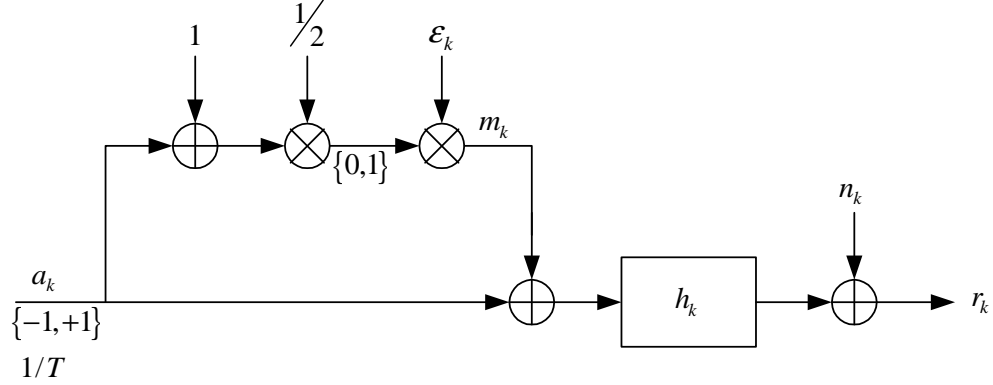 1
1/2
ε_k
m_k
{0,1}
n_k
a_k
h_k
r_k
{−1,+1}
1/T